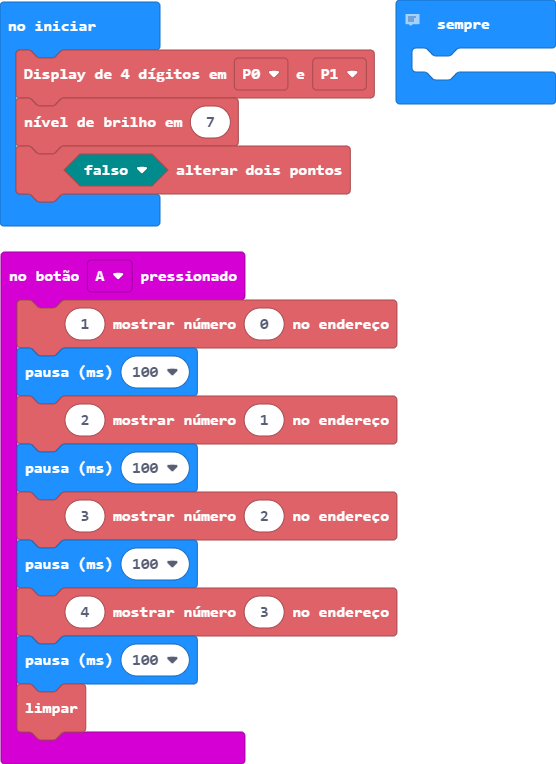 no iniciar
Display de 4 dígitos em P0 e P1
nível de brilho em 7
falso alterar dois pontos
sempre
no botão A pressionado
1 mostrar número 0 no endereço
pausa (ms) 100
2 mostrar número 1 no endereço
pausa (ms) 100
3 mostrar número 2 no endereço
pausa (ms) 100
4 mostrar número 3 no endereço
pausa (ms) 100
limpar